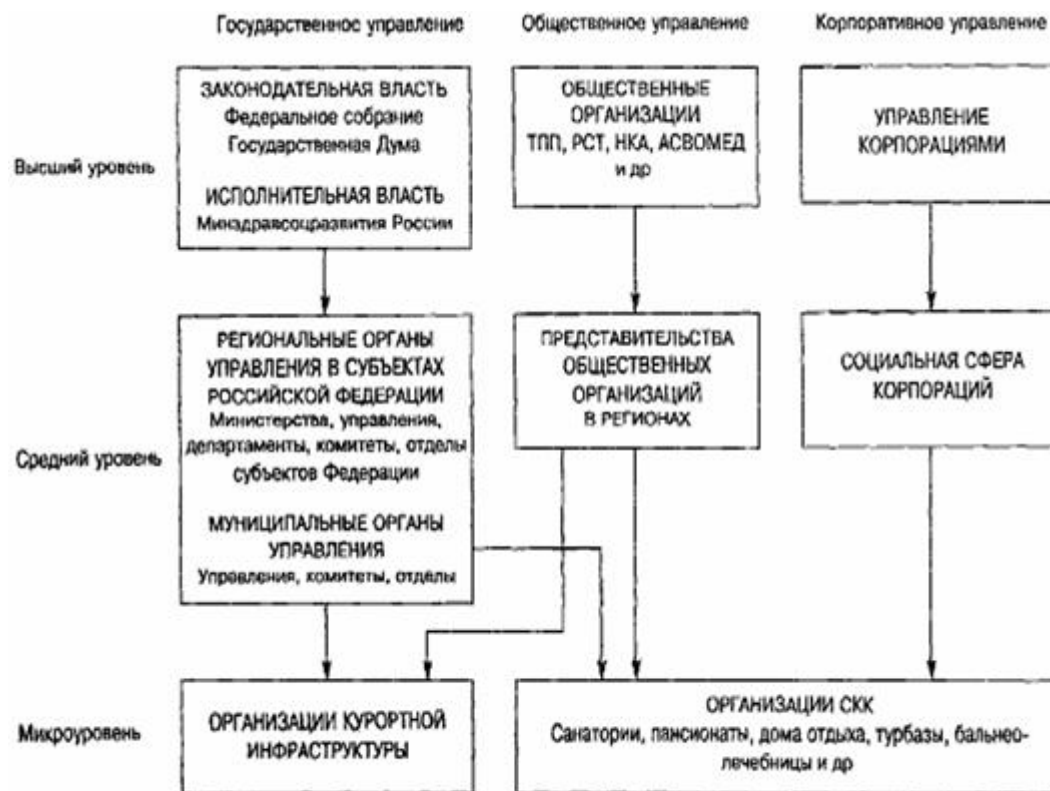 Государственное управление
Общественное управление
Корпоративное управление
Высший уровень
ЗАКОНОДАТЕЛЬНАЯ ВЛАСТЬ
Федеральное собрание
Государственная Дума
ИСПОЛНИТЕЛЬНАЯ ВЛАСТЬ
Минздравсоцразвития России
ОБЩЕСТВЕННЫЕ
ОРГАНИЗАЦИИ
ТПП, РСТ, НКА, АСВОМЕД
и др
УПРАВЛЕНИЕ
КОРПОРАЦИЯМИ
Средний уровень
РЕГИОНАЛЬНЫЕ ОРГАНЫ
УПРАВЛЕНИЯ В СУБЪЕКТАХ
РОССИЙСКОЙ ФЕДЕРАЦИИ
Министерства, управления,
департаменты, комитеты, отделы
субъектов Федерации
МУНИЦИПАЛЬНЫЕ ОРГАНЫ
УПРАВЛЕНИЯ
Управления, комитеты, отделы
ПРЕДСТАВИТЕЛЬСТВА
ОБЩЕСТВЕННЫХ
ОРГАНИЗАЦИЙ
В РЕГИОНАХ
СОЦИАЛЬНАЯ СФЕРА
КОРПОРАЦИЙ
Микроуровень
ОРГАНИЗАЦИИ КУРОРТНОЙ
ИНФРАСТРУКТУРЫ
ОРГАНИЗАЦИИ СКК
Санатории, пансионаты, дома отдыха, турбазы, бальнео-
лечебницы и др